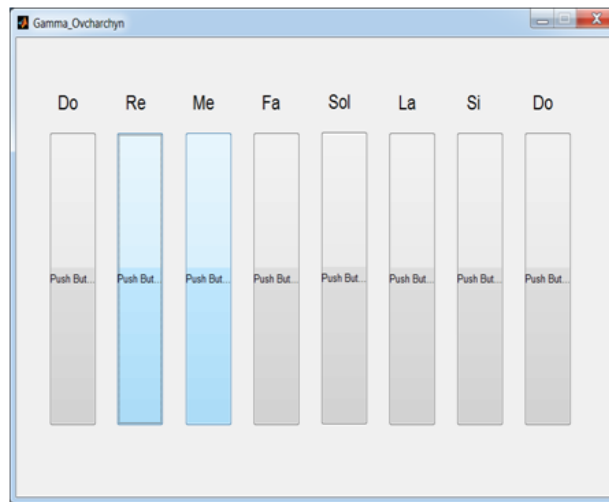 Gamma_Ovcharchyn
Do Re Me Fa Sol La Si Do
Push But... Push But... Push But... Push But... Push But... Push But... Push But... Push But...